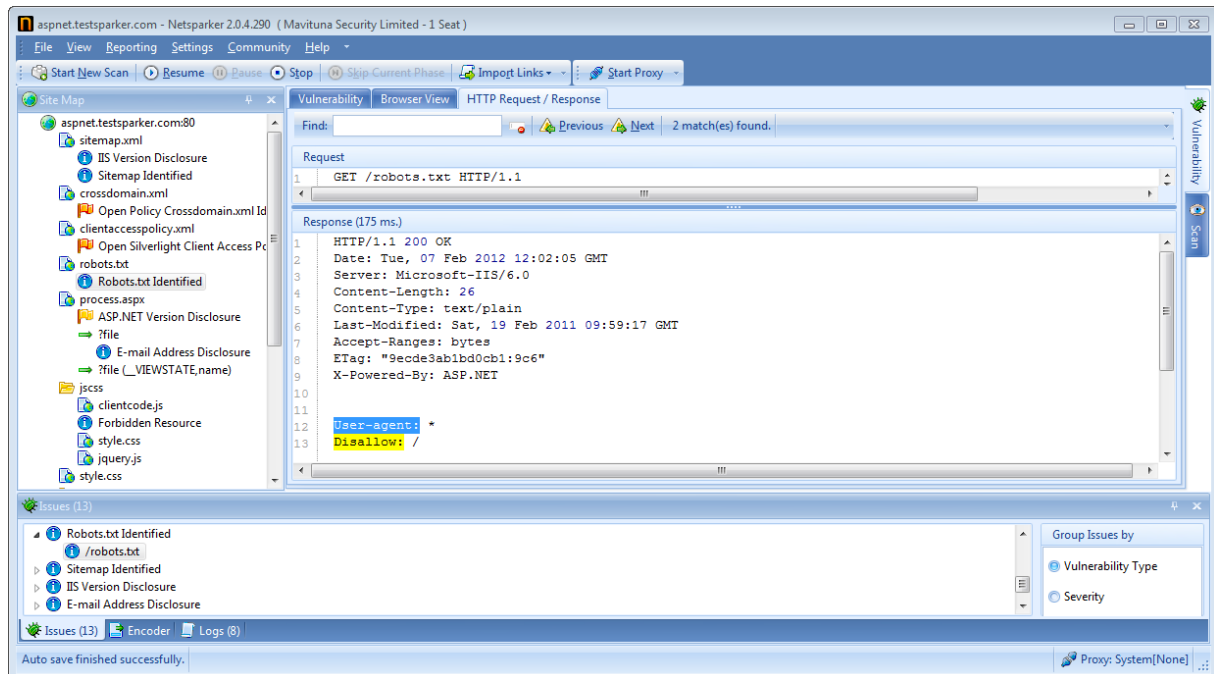 aspnet.testsparker.com - Netsparker 2.0.4.290 ( Mavituna Security Limited - 1 Seat )
File View Reporting Settings Community Help
Start New Scan Resume Pause Stop Skip Current Phase Import Links Start Proxy
Site Map
aspnet.testsparker.com:80
sitemap.xml
IIS Version Disclosure
Sitemap Identified
crossdomain.xml
Open Policy Crossdomain.xml Id
clientaccesspolicy.xml
Open Silverlight Client Access Pc
robots.txt
Robots.txt Identified
process.aspx
ASP.NET Version Disclosure
?file
E-mail Address Disclosure
?file (__VIEWSTATE,name)
jscss
clientcode.js
Forbidden Resource
style.css
jquery.js
style.css
Vulnerability Browser View HTTP Request / Response
Find: Previous Next 2 match(es) found.
Request
1 GET /robots.txt HTTP/1.1
Response (175 ms.)
1 HTTP/1.1 200 OK
2 Date: Tue, 07 Feb 2012 12:02:05 GMT
3 Server: Microsoft-IIS/6.0
4 Content-Length: 26
5 Content-Type: text/plain
6 Last-Modified: Sat, 19 Feb 2011 09:59:17 GMT
7 Accept-Ranges: bytes
8 ETag: "9ecde3ab1bd0cb1:9c6"
9 X-Powered-By: ASP.NET
10
11
12 User-agent: *
13 Disallow: /
Vulnerability
Scan
Issues (13)
Robots.txt Identified
/robots.txt
Sitemap Identified
IIS Version Disclosure
E-mail Address Disclosure
Group Issues by
Vulnerability Type
Severity
Issues (13) Encoder Logs (8)
Auto save finished successfully.
Proxy: System[None]